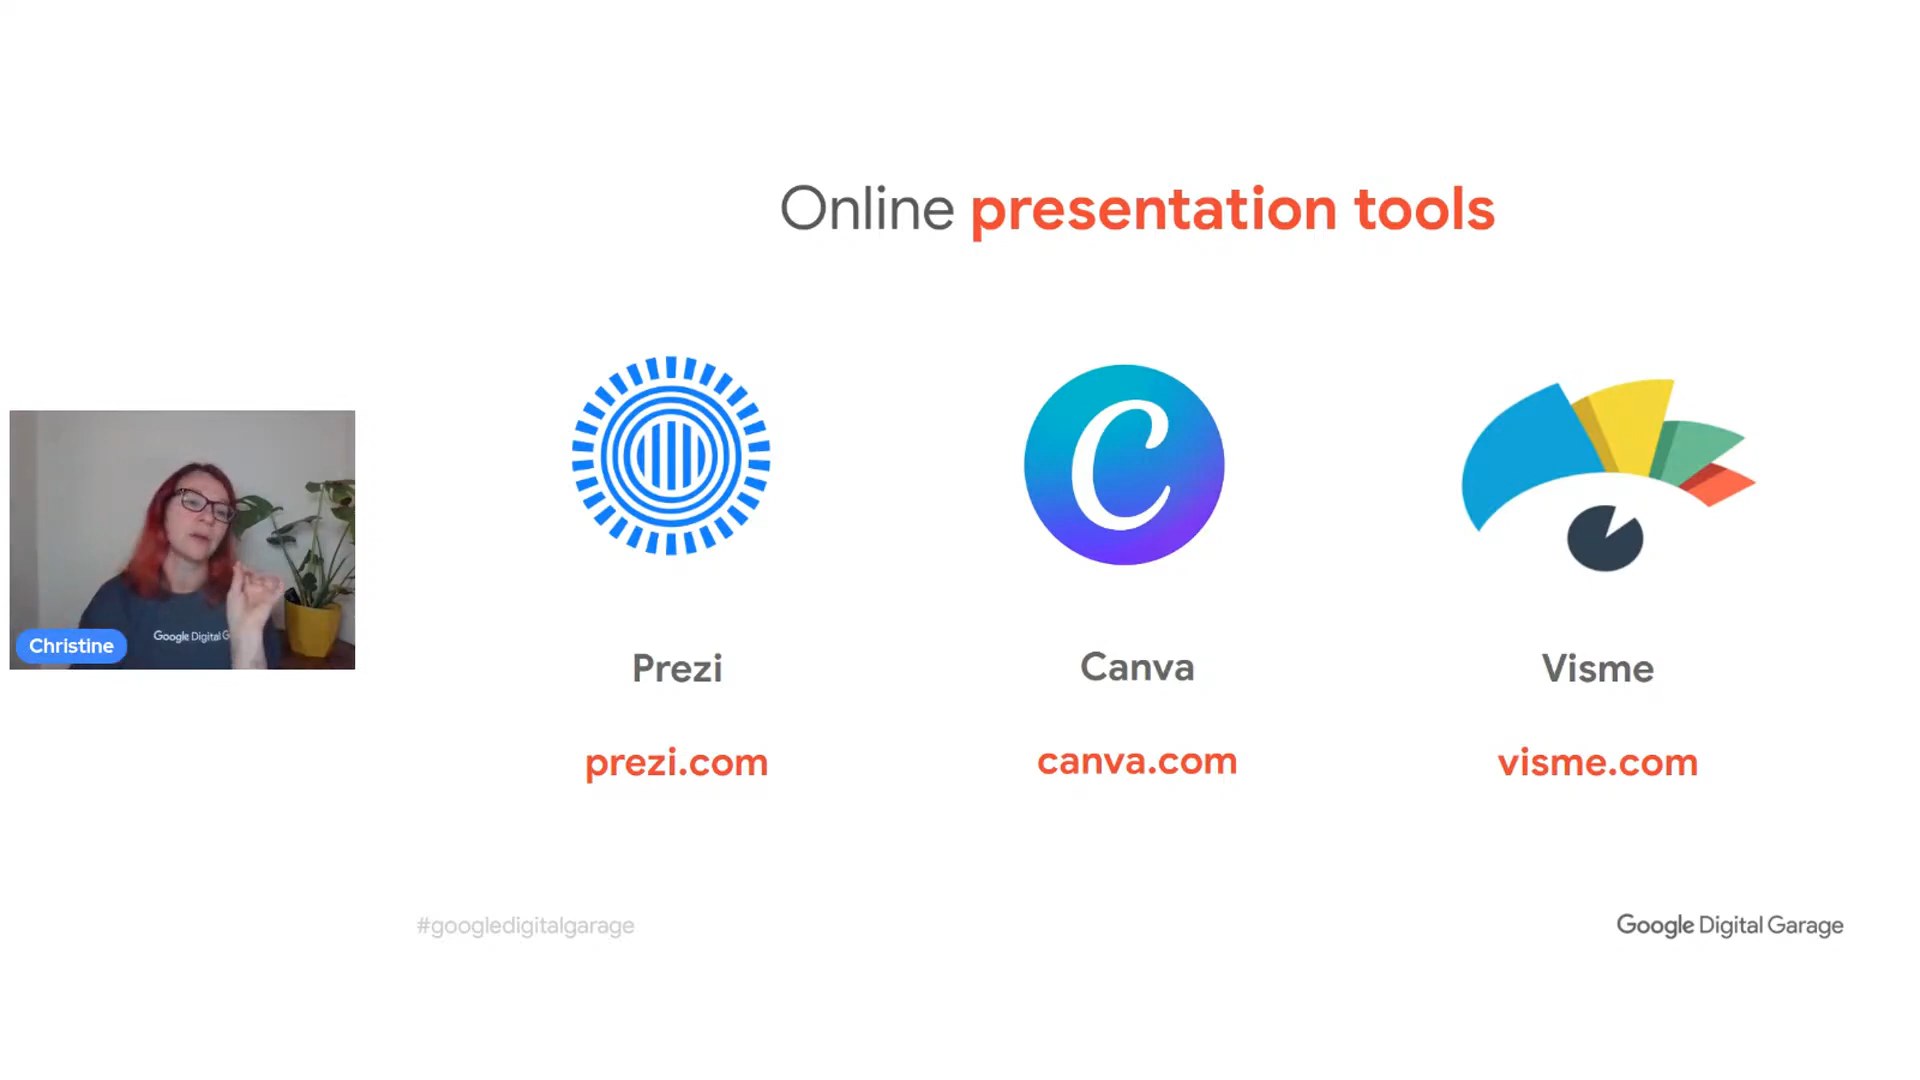 Online presentation tools
C
Christine
Google Digital G
Prezi
Canva
Visme
prezi.com
canva.com
visme.com
#googledigitalgarage
Google Digital Garage